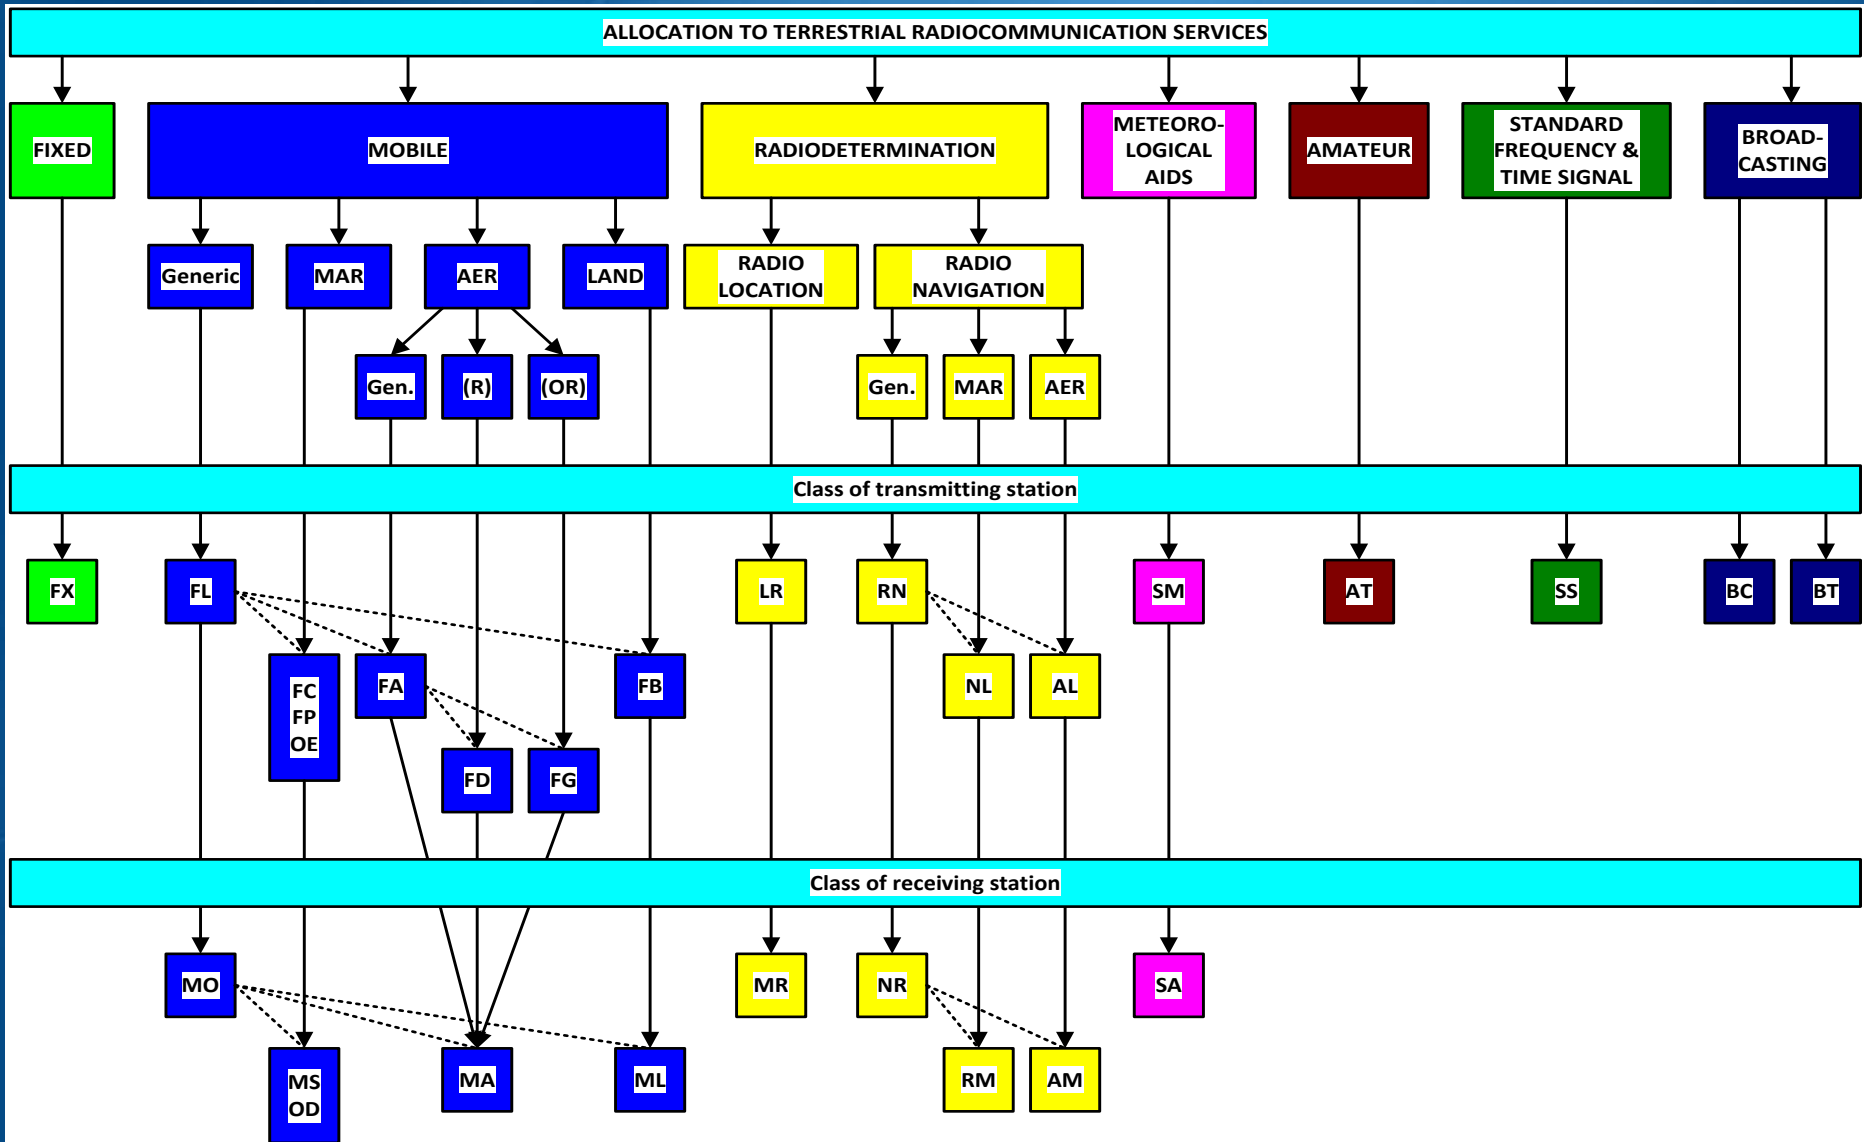 ALLOCATION TO TERRESTRIAL RADIOCOMMUNICATION SERVICES
FIXED
MOBILE
RADIODETERMINATION
METEORO-
LOGICAL
AIDS
AMATEUR
STANDARD
FREQUENCY &
TIME SIGNAL
BROAD-
CASTING
Generic
MAR
AER
LAND
RADIO
LOCATION
RADIO
NAVIGATION
Gen.
(R)
(OR)
Gen.
MAR
AER
Class of transmitting station
FX
FL
LR
RN
SM
AT
SS
BC
BT
FC
FP
OE
FA
FB
NL
AL
FD
FG
Class of receiving station
MO
MR
NR
SA
MS
OD
MA
ML
RM
AM